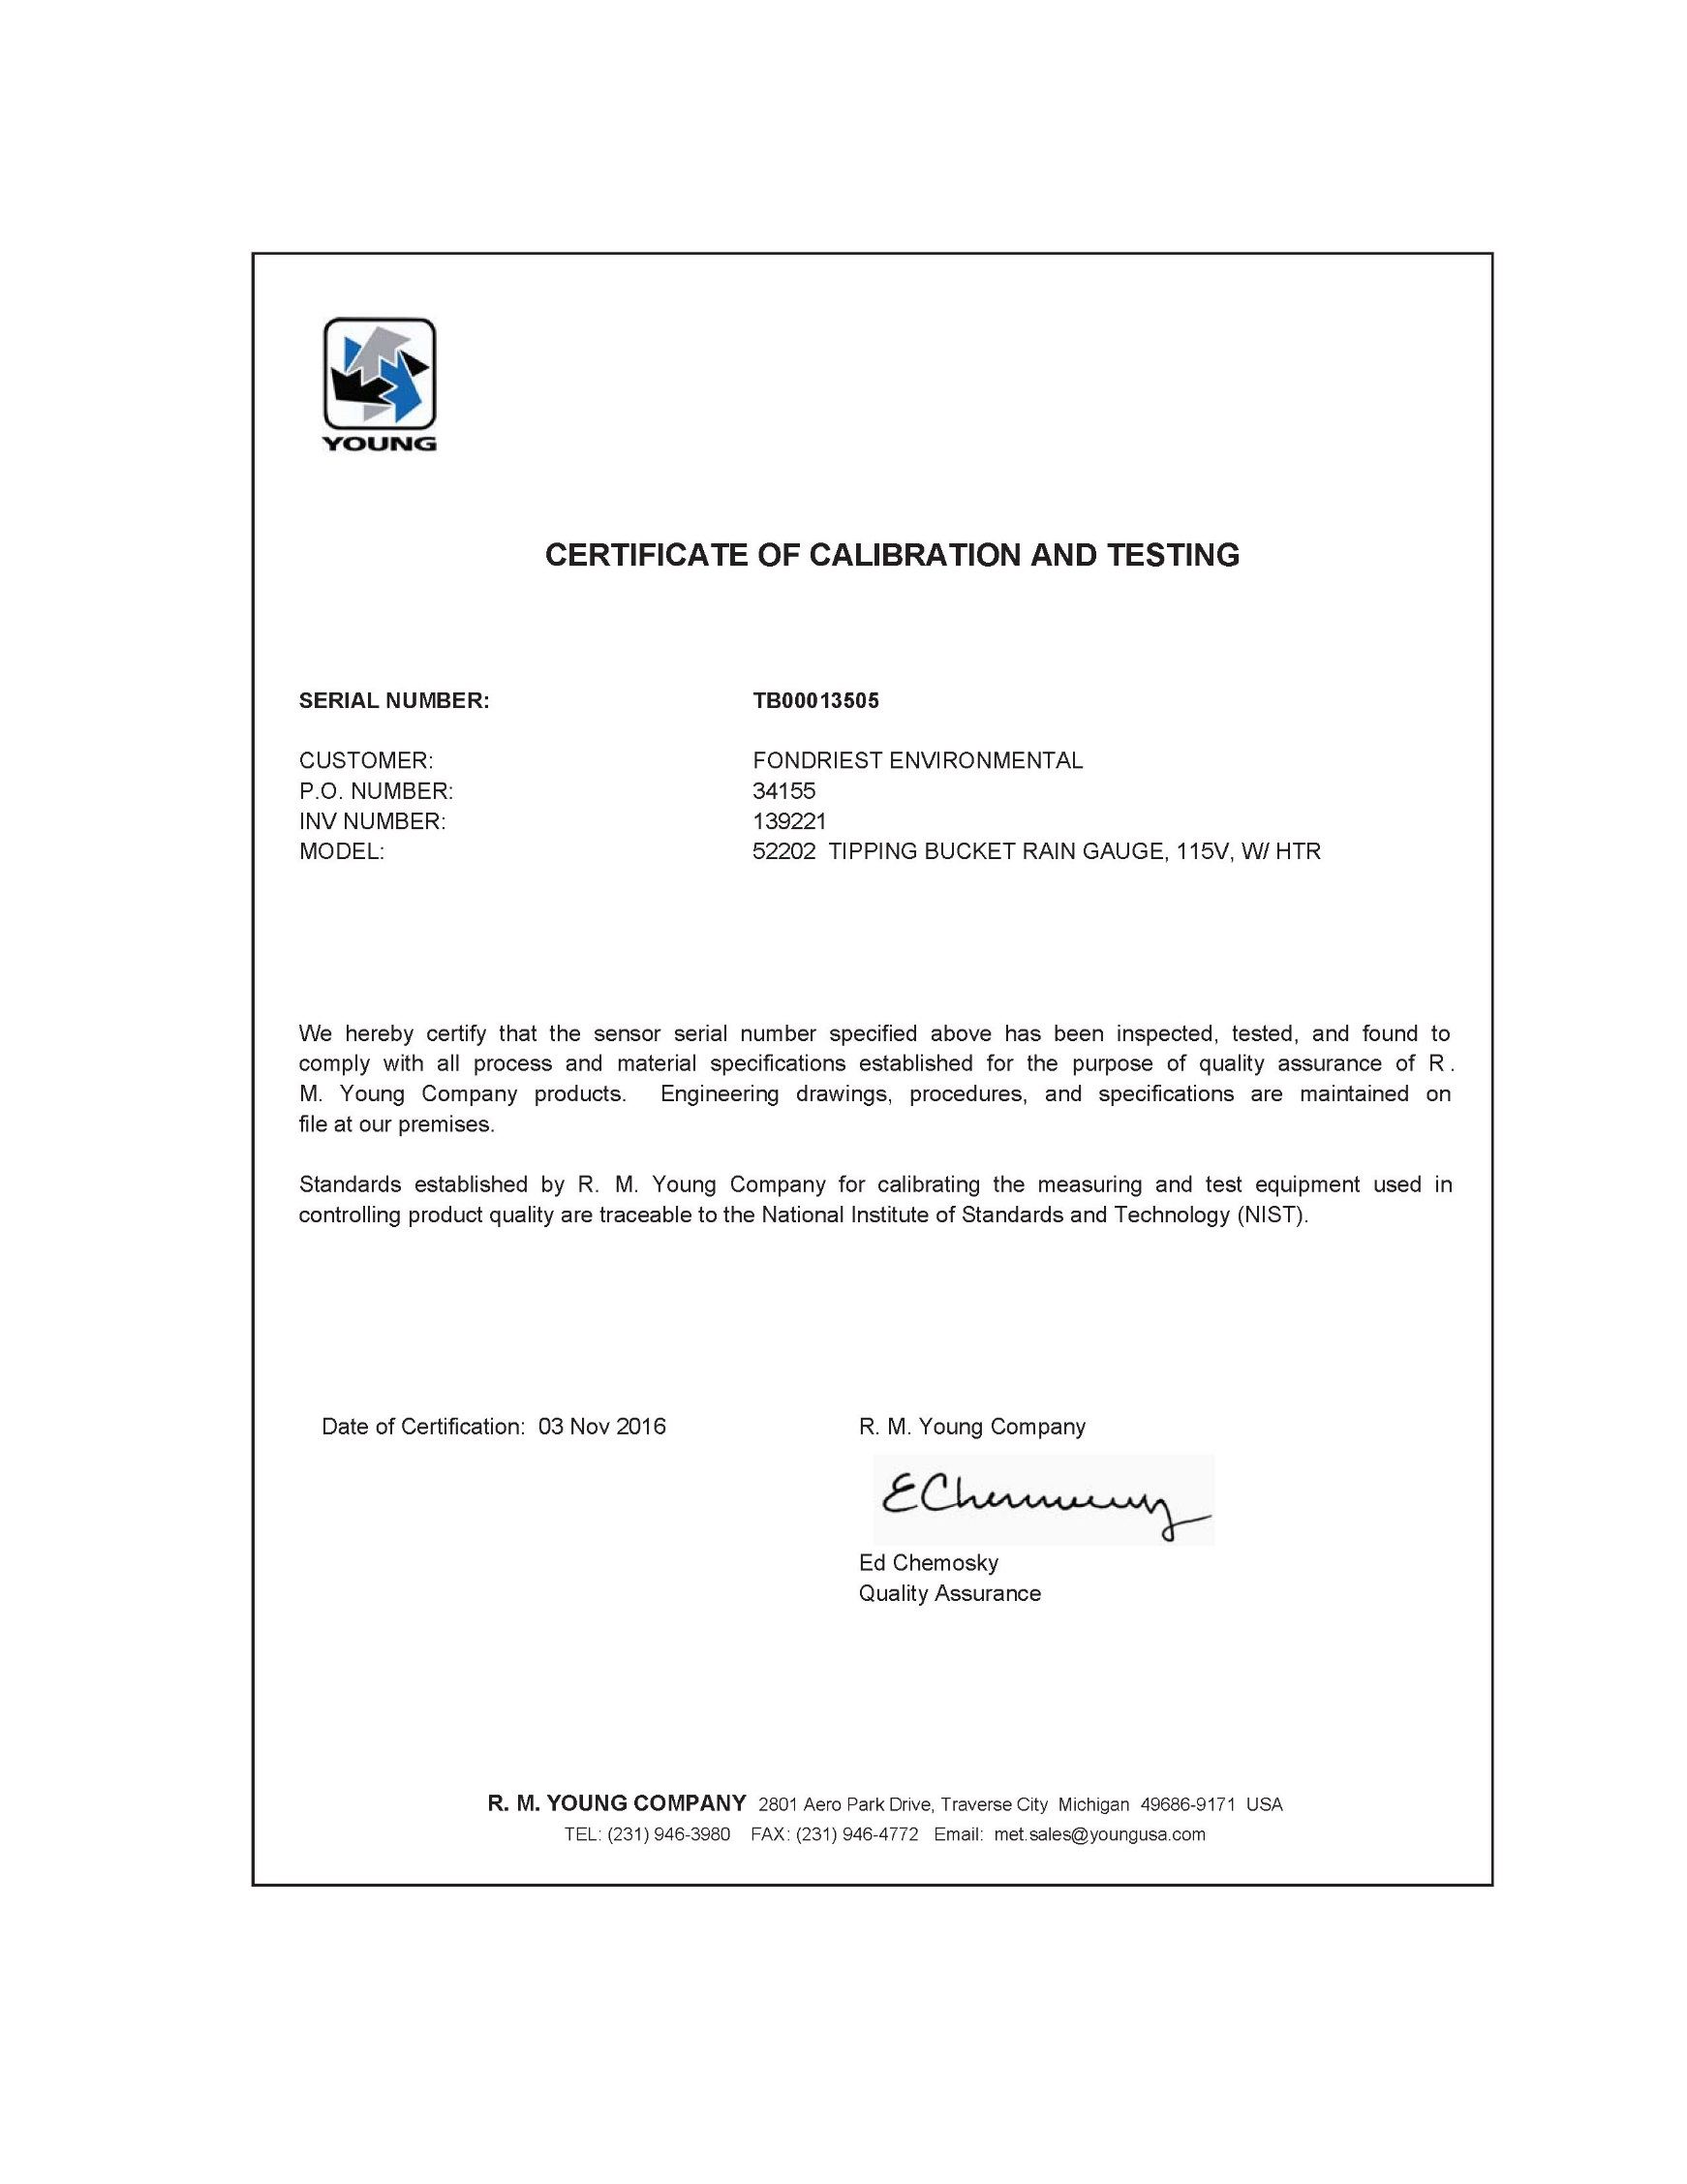 YOUNG
CERTIFICATE OF CALIBRATION AND TESTING
SERIAL NUMBER: TB00013505
CUSTOMER: FONDRIEST ENVIRONMENTAL
P.O. NUMBER: 34155
INV NUMBER: 139221
MODEL: 52202 TIPPING BUCKET RAIN GAUGE, 115V, W/ HTR
We hereby certify that the sensor serial number specified above has been inspected, tested, and found to
comply with all process and material specifications established for the purpose of quality assurance of R.
M. Young Company products. Engineering drawings, procedures, and specifications are maintained on
file at our premises.
Standards established by R. M. Young Company for calibrating the measuring and test equipment used in
controlling product quality are traceable to the National Institute of Standards and Technology (NIST).
Date of Certification: 03 Nov 2016 R. M. Young Company
Ed Chemosky
Quality Assurance
R. M. YOUNG COMPANY 2801 Aero Park Drive, Traverse City Michigan 49686-9171 USA
TEL: (231) 946-3980 FAX: (231) 946-4772 Email: met.sales@youngusa.com